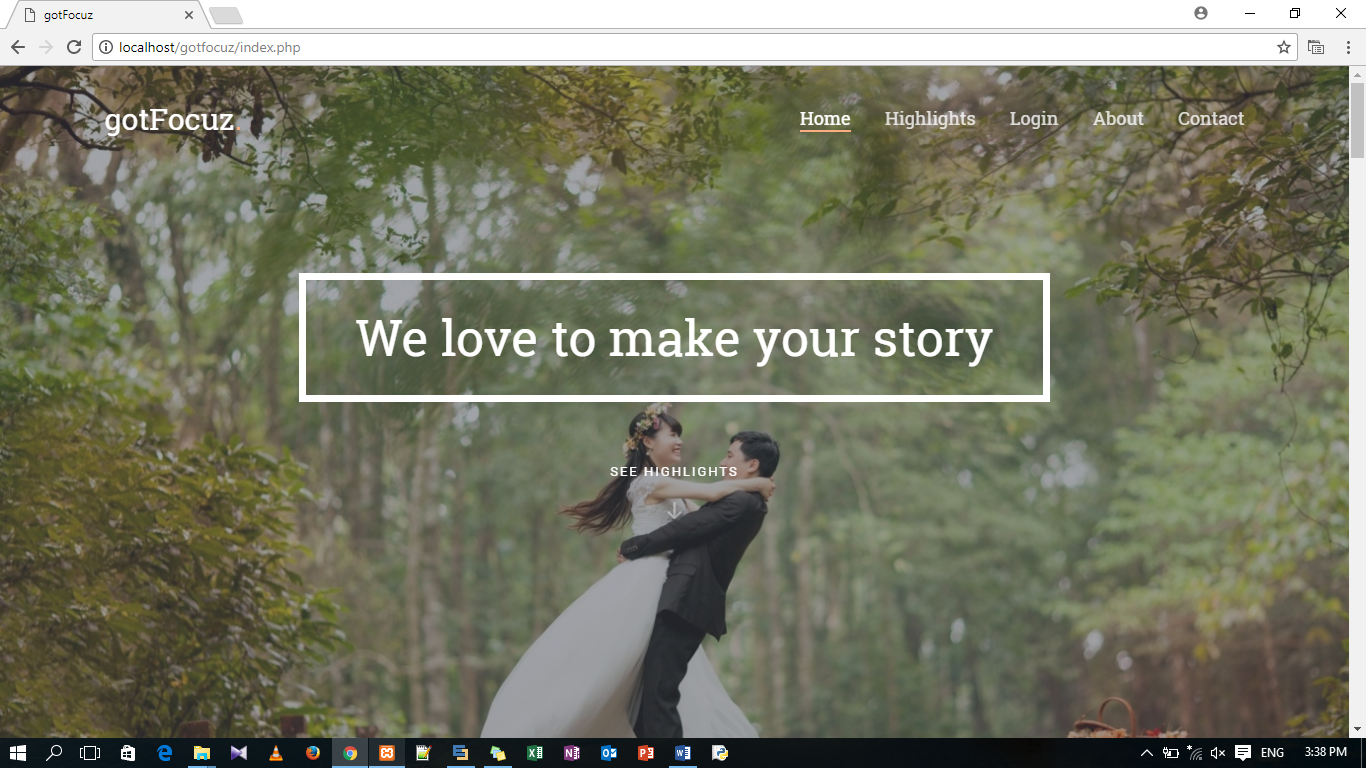 gotFocuz
localhost/gotfocuz/index.php
gotFocuz.
Home Highlights Login About Contact
We love to make your story
SEE HIGHLIGHTS
ENG 3:38 PM